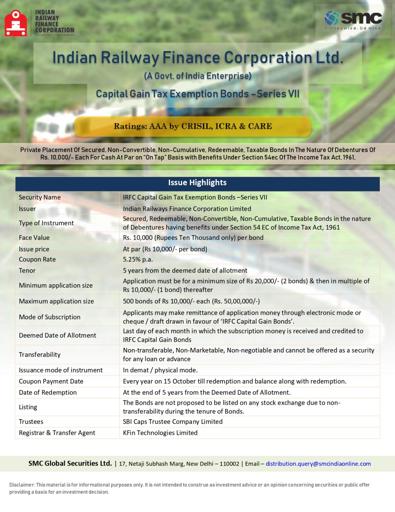 INDIAN
RAILWAY
FINANCE
CORPORATION
smc
Indian Railway Finance Corporation Ltd.
(A Govt. of India Enterprise)
Capital Gain Tax Exemption Bonds –Series VII
Ratings: AAA by CRISIL, ICRA & CARE
Private Placement Of Secured, Non-Convertible, Non-Cumulative, Redeemable, Taxable Bonds In The Nature Of Debentures Of
Rs. 10,000/- Each For Cash At Par on "On Tap" Basis with Benefits Under Section 54ec Of The Income Tax Act, 1961.
Issue Highlights
Security Name IRFC Capital Gain Tax Exemption Bonds –Series VII
Issuer Indian Railways Finance Corporation Limited
Type of Instrument Secured, Redeemable, Non-Convertible, Non-Cumulative, Taxable Bonds in the nature
of Debentures having benefits under Section 54 EC of Income Tax Act, 1961
Face Value Rs. 10,000 (Rupees Ten Thousand only) per bond
Issue price At par (Rs 10,000/- per bond)
Coupon Rate 5.25% p.a.
Tenor 5 years from the deemed date of allotment
Minimum application size Application must be for a minimum size of Rs 20,000/- (2 bonds) & then in multiple of
Rs 10,000/- (1 bond) thereafter
Maximum application size 500 bonds of Rs 10,000/- each (Rs. 50,00,000/-)
Mode of Subscription Applicants may make remittance of application money through electronic mode or
cheque / draft drawn in favour of 'IRFC Capital Gain Bonds'.
Deemed Date of Allotment Last day of each month in which the subscription money is received and credited to
IRFC Capital Gain Bonds
Transferability Non-transferable, Non-Marketable, Non-negotiable and cannot be offered as a security
for any loan or advance
Issuance mode of instrument In demat / physical mode.
Coupon Payment Date Every year on 15 October till redemption and balance along with redemption.
Date of Redemption At the end of 5 years from the Deemed Date of Allotment.
Listing The Bonds are not proposed to be listed on any stock exchange due to non-
transferability during the tenure of Bonds.
Trustees SBI Caps Trustee Company Limited
Registrar & Transfer Agent KFin Technologies Limited
SMC Global Securities Ltd. | 17, Netaji Subhash Marg, New Delhi – 110002 | Email – distribution.query@smcindiaonline.com
Disclaimer: This material is for informational purposes only. It is not intended to construe as investment advice or an opinion concerning securities or public offer
providing a basis for an investment decision.